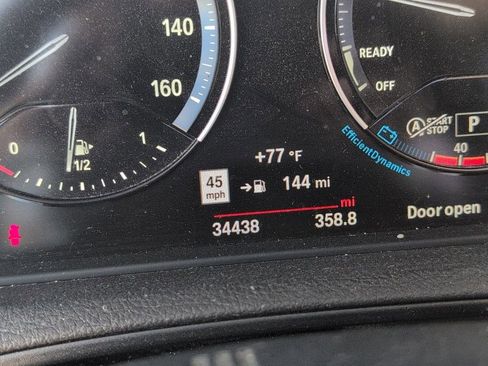 140
160
READY
OFF
A START
STOP
P
0
1/2
1
EfficientDynamics
40
+77 °F
45
mph
144 mi
mi
34438
358.8
Door open